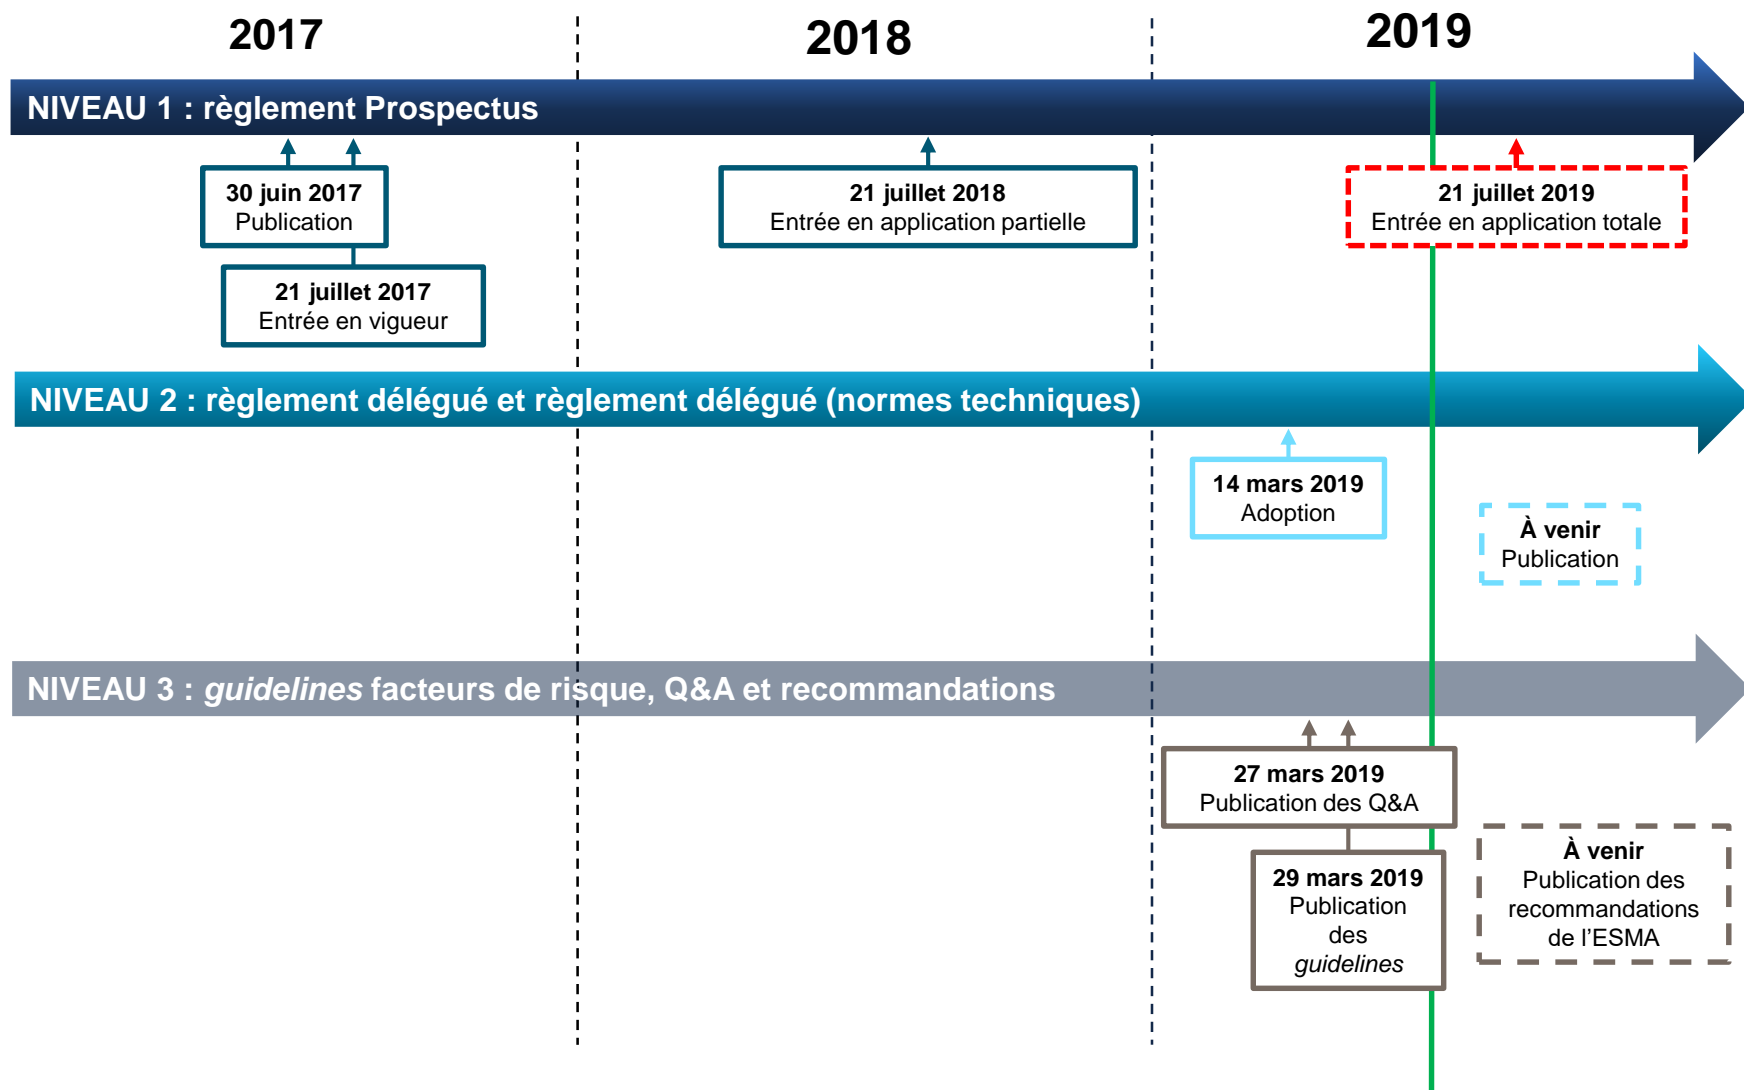 2017
2018
2019
NIVEAU 1 : règlement Prospectus
30 juin 2017
Publication
21 juillet 2017
Entrée en vigueur
21 juillet 2018
Entrée en application partielle
21 juillet 2019
Entrée en application totale
NIVEAU 2 : règlement délégué et règlement délégué (normes techniques)
14 mars 2019
Adoption
À venir
Publication
NIVEAU 3 : guidelines facteurs de risque, Q&A et recommandations
27 mars 2019
Publication des Q&A
29 mars 2019
Publication
des
guidelines
À venir
Publication des
recommandations
de l’ESMA